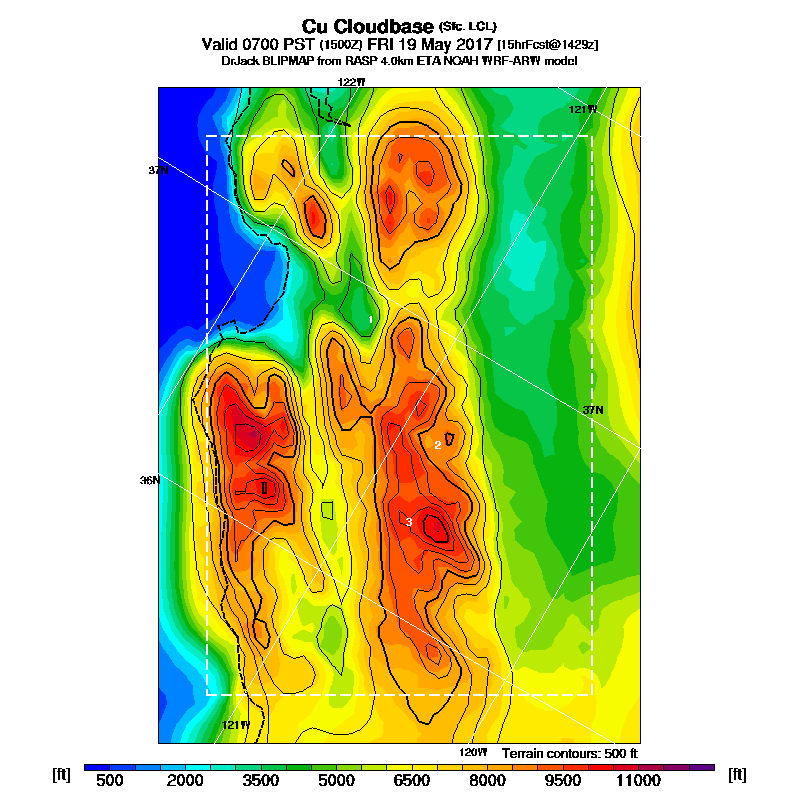 Cu Cloudbase (Sfc. LCL)
Valid 0700 PST (1500Z) FRI 19 May 2017 [15hrFcst@1429z]
DrJack BLIPMAP from RASP 4.0km ETA NOAH WRF-ARW model
122W
121W
37N
1
37N
2
36N
3
121W
120W
Terrain contours: 500 ft
[ft] 500 2000 3500 5000 6500 8000 9500 11000 [ft]